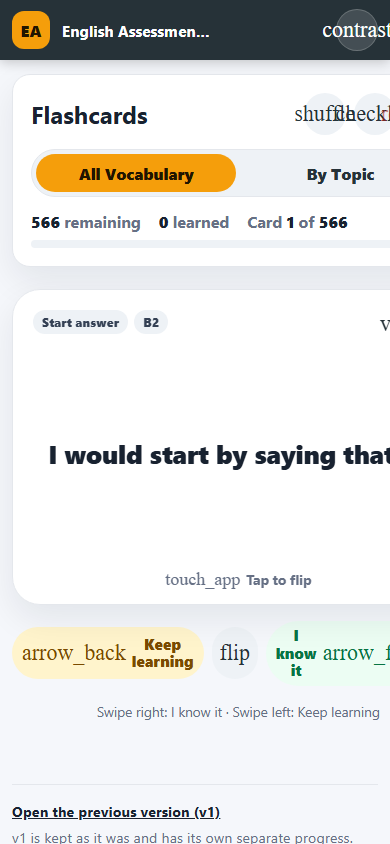 EA English Assessmen... contrast
Flashcards
All Vocabulary By Topic
566 remaining 0 learned Card 1 of 566
Start answer B2
I would start by saying that
touch_app Tap to flip
arrow_back Keep learning flip I know it
Swipe right: I know it · Swipe left: Keep learning
Open the previous version (v1)
v1 is kept as it was and has its own separate progress.